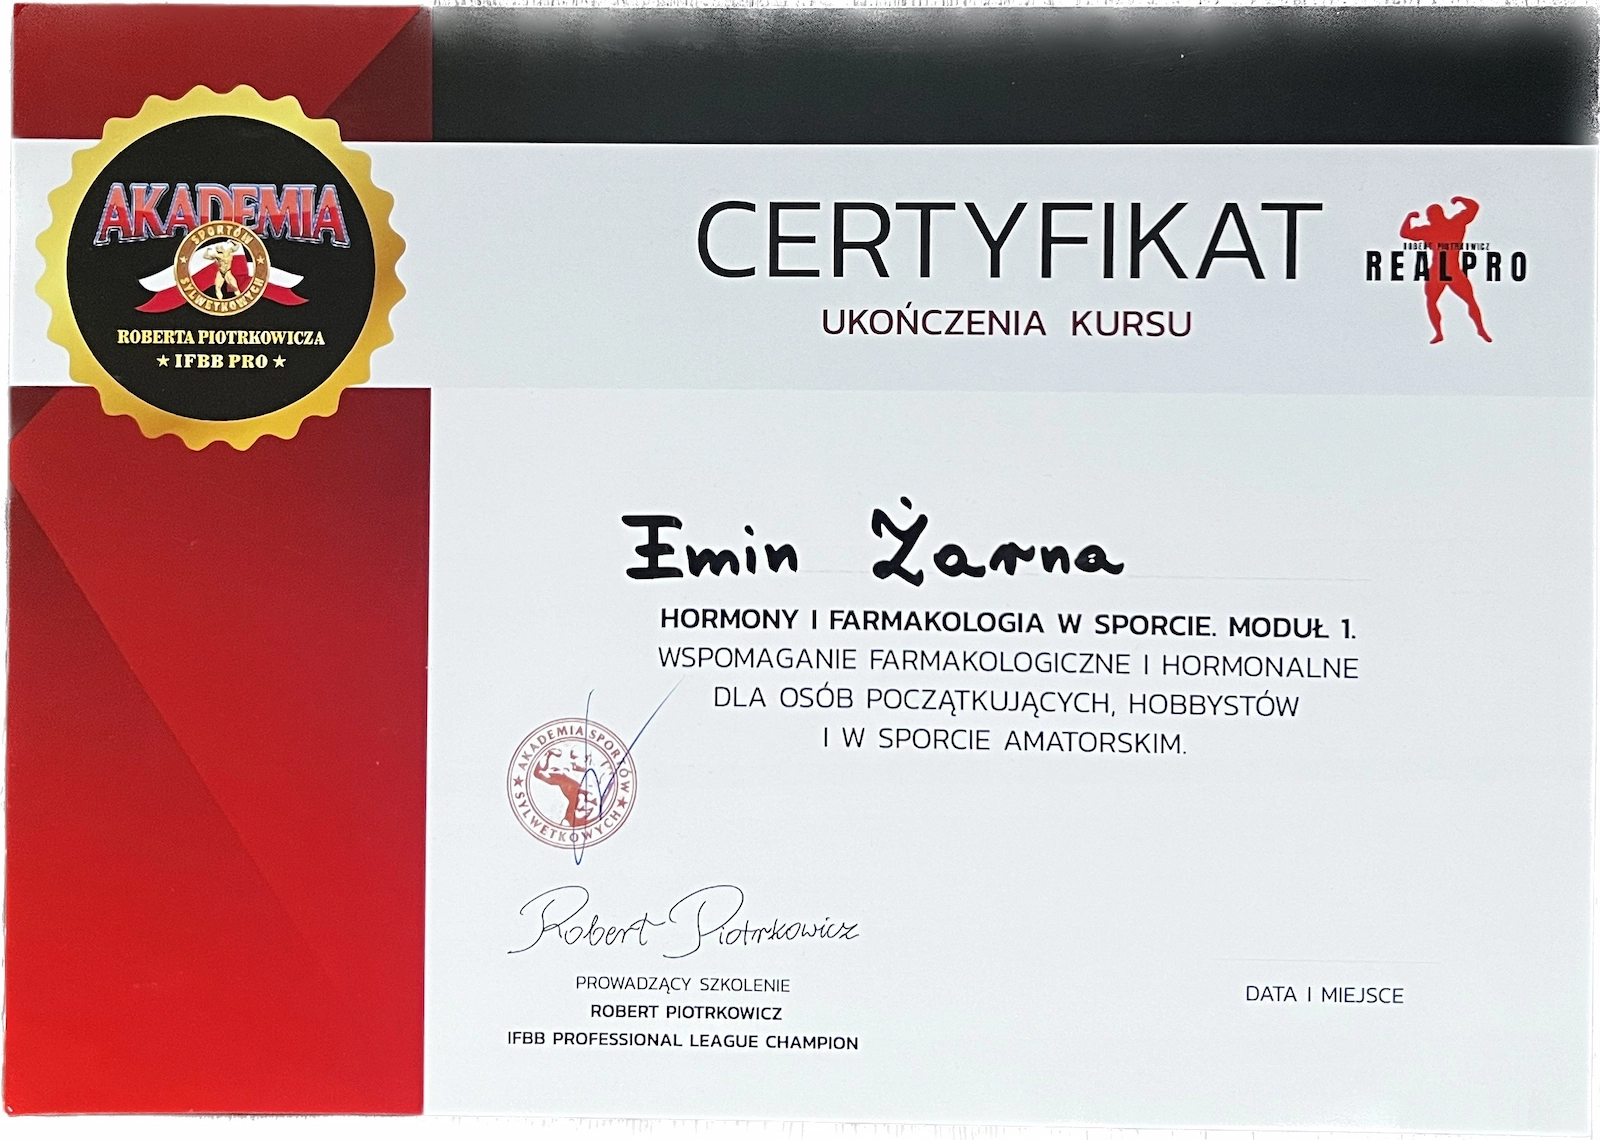 AKADEMIA
SPORTÓW
SYLWETKOWYCH
ROBERTA PIOTRKOWICZA
★ IFBB PRO ★
CERTYFIKAT
UKOŃCZENIA KURSU
ROBERT PIOTRKOWICZ
REALPRO
Emin Żarna
HORMONY I FARMAKOLOGIA W SPORCIE. MODUŁ 1.
WSPOMAGANIE FARMAKOLOGICZNE I HORMONALNE
DLA OSÓB POCZĄTKUJĄCYCH, HOBBYSTÓW
I W SPORCIE AMATORSKIM.
★ AKADEMIA SPORTÓW ★
SYLWETKOWYCH
Robert Piotrkowicz
PROWADZĄCY SZKOLENIE
ROBERT PIOTRKOWICZ
IFBB PROFESSIONAL LEAGUE CHAMPION
DATA I MIEJSCE